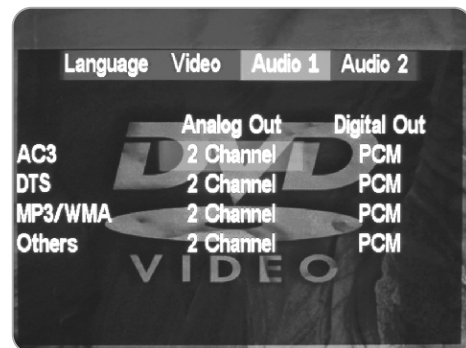 Language Video Audio 1 Audio 2
Analog Out Digital Out
AC3 2 Channel PCM
DTS 2 Channel PCM
MP3/WMA 2 Channel PCM
Others 2 Channel PCM
DVD
VIDEO